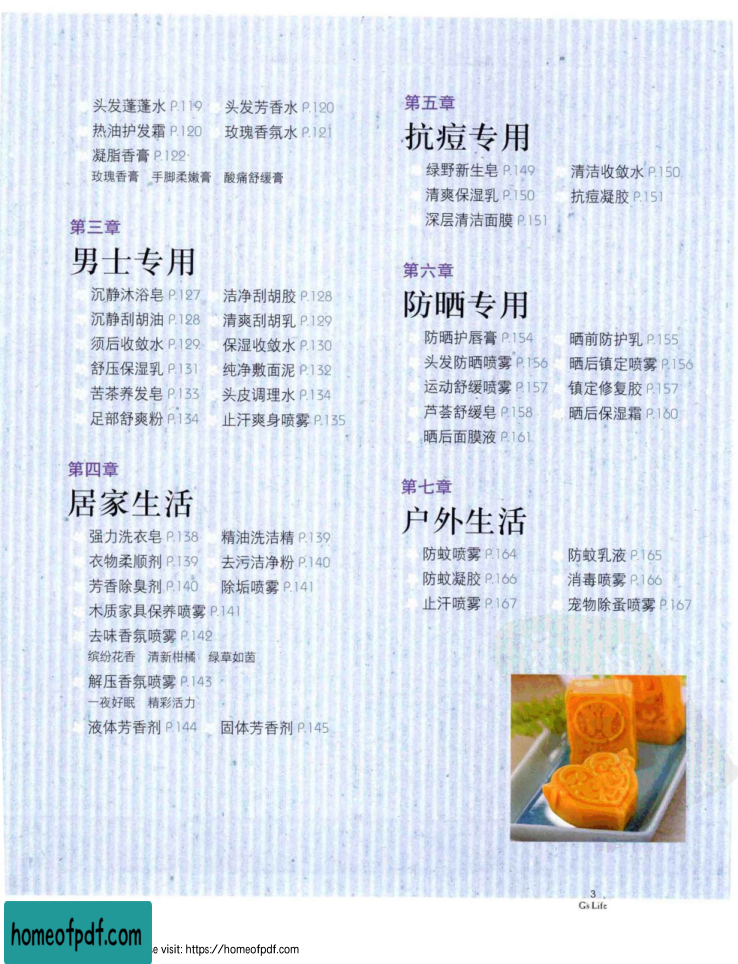 头发蓬蓬水 P.119 头发芳香水 P.120
热油护发霜 P.120 玫瑰香氛水 P.121
凝脂香膏 P.122
玫瑰香膏 手脚柔嫩膏 酸痛舒缓膏
第三章
男士专用
沉静沐浴皂 P.127 洁净刮胡胶 P.128
沉静刮胡油 P.128 清爽刮胡乳 P.129
须后收敛水 P.129 保湿收敛水 P.130
舒压保湿乳 P.131 纯净敷面泥 P.132
苦茶养发皂 P.133 头皮调理水 P.134
足部舒爽粉 P.134 止汗爽身喷雾 P.135
第四章
居家生活
强力洗衣皂 P.138 精油洗洁精 P.139
衣物柔顺剂 P.139 去污洁净粉 P.140
芳香除臭剂 P.140 除垢喷雾 P.141
木质家具保养喷雾 P.141
去味香氛喷雾 P.142
缤纷花香 清新柑橘 绿草如茵
解压香氛喷雾 P.143
一夜好眠 精彩活力
液体芳香剂 P.144 固体芳香剂 P.145
第五章
抗痘专用
绿野新生皂 P.149 清洁收敛水 P.150
清爽保湿乳 P.150 抗痘凝胶 P.151
深层清洁面膜 P.151
第六章
防晒专用
防晒护唇膏 P.154 晒前防护乳 P.155
头发防晒喷雾 P.156 晒后镇定喷雾 P.156
运动舒缓喷雾 P.157 镇定修复胶 P.157
芦荟舒缓皂 P.158 晒后保湿霜 P.160
晒后面膜液 P.161
第七章
户外生活
防蚊喷雾 P.164 防蚊乳液 P.165
防蚊凝胶 P.166 消毒喷雾 P.166
止汗喷雾 P.167 宠物除蚤喷雾 P.167
3
G's Life
homeofpdf.com
e visit: https://homeofpdf.com